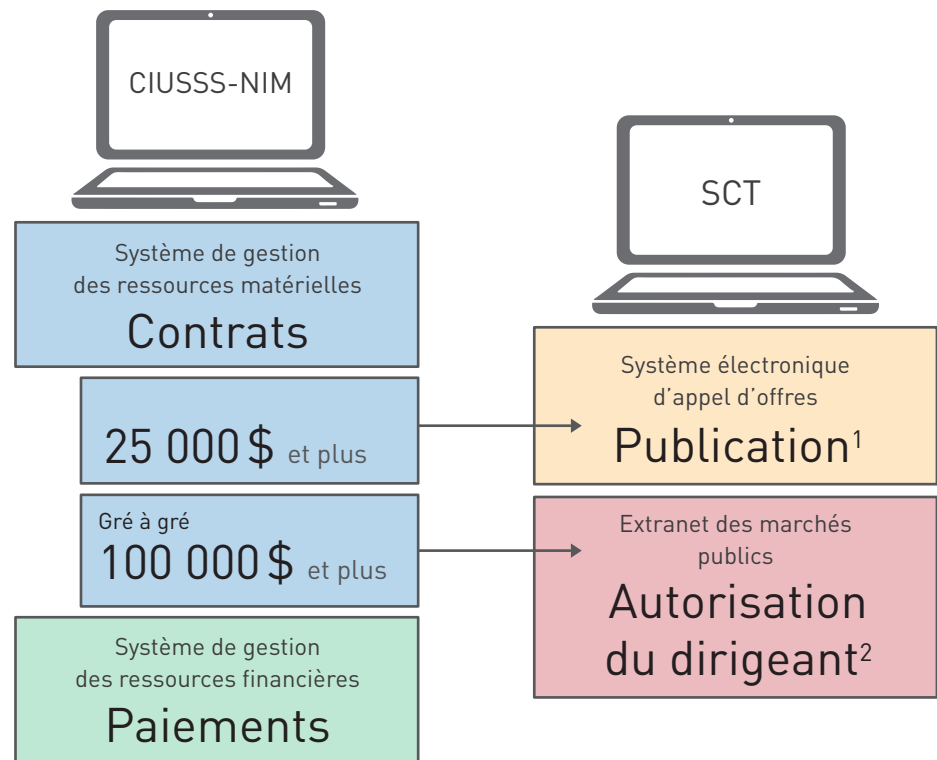 CIUSSS-NIM
Système de gestion
des ressources matérielles
Contrats
25 000 $ et plus
Gré à gré
100 000 $ et plus
Système de gestion
des ressources financières
Paiements
SCT
Système électronique
d'appel d'offres
Publication¹
Extranet des marchés
publics
Autorisation
du dirigeant²